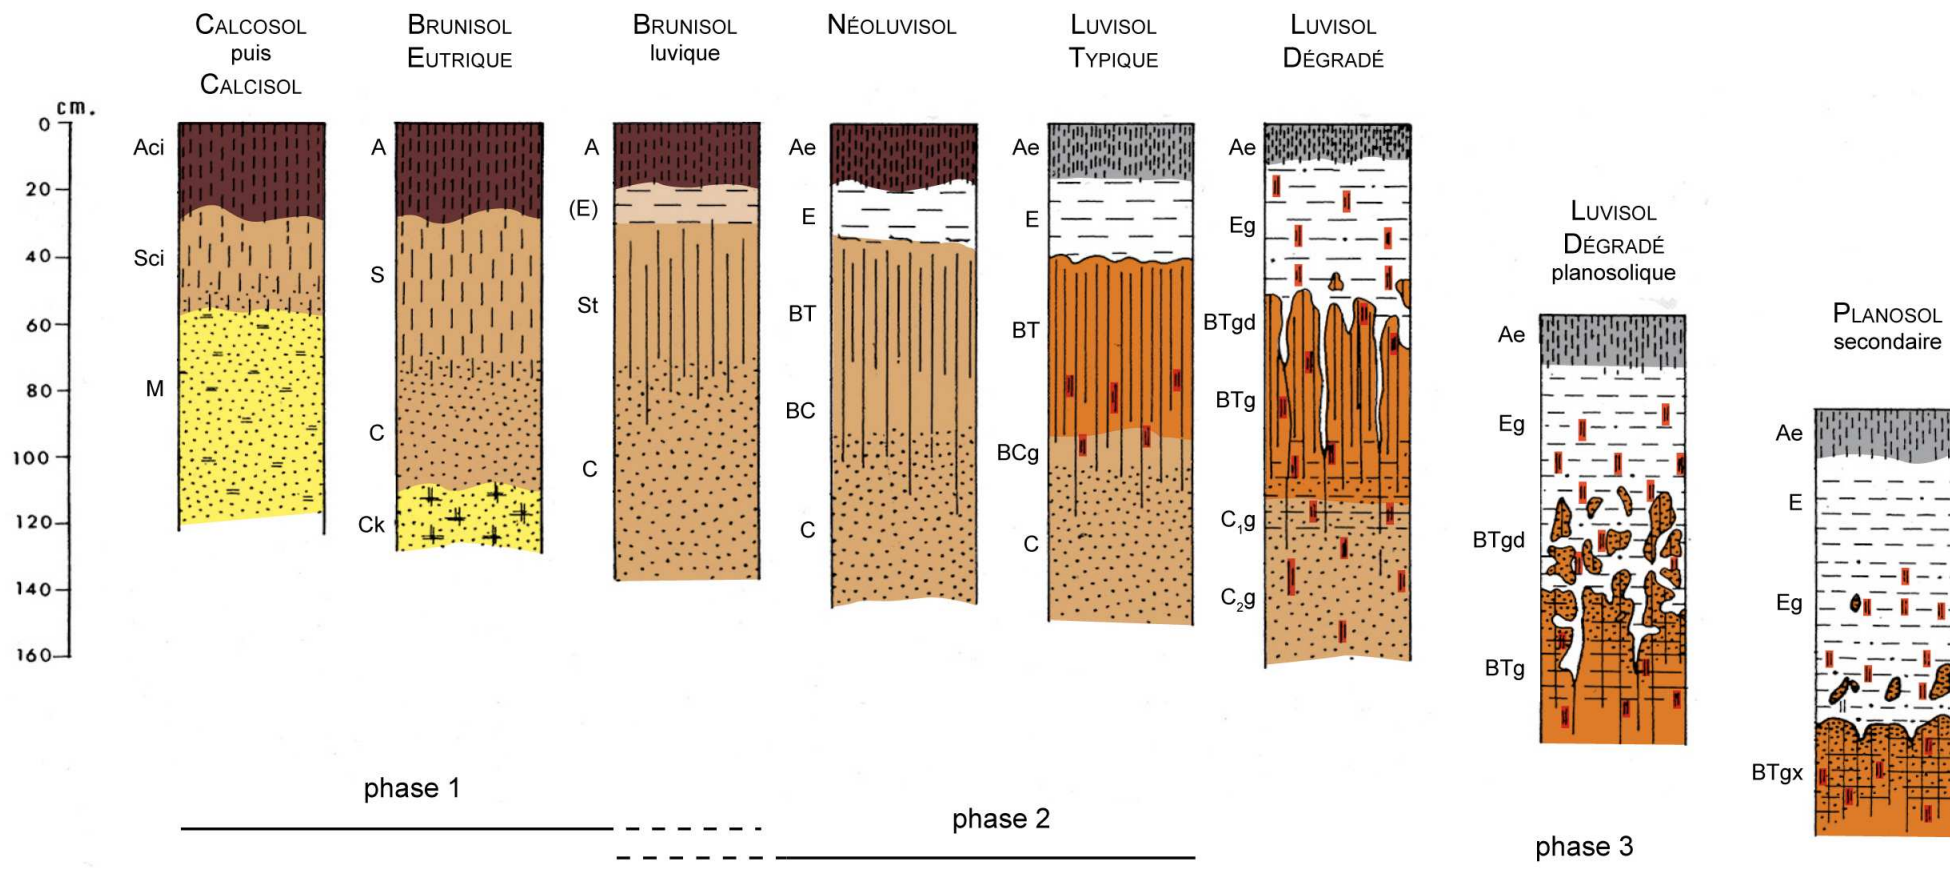 CALCOSOL
puis
CALCISOL
BRUNISOL
EUTRIQUE
BRUNISOL
luvique
NÉOLUVISOL
LUVISOL
TYPIQUE
LUVISOL
DÉGRADÉ
LUVISOL
DÉGRADÉ
planosolique
PLANOSOL
secondaire
cm.
0
20
40
60
80
100
120
140
160
Aci
Sci
M
A
S
C
Ck
A
(E)
St
C
Ae
E
BT
BC
C
Ae
E
BT
BCg
C
Ae
Eg
BTgd
BTg
C₁g
C₂g
Ae
Eg
BTgd
BTg
Ae
E
Eg
BTgx
phase 1
phase 2
phase 3